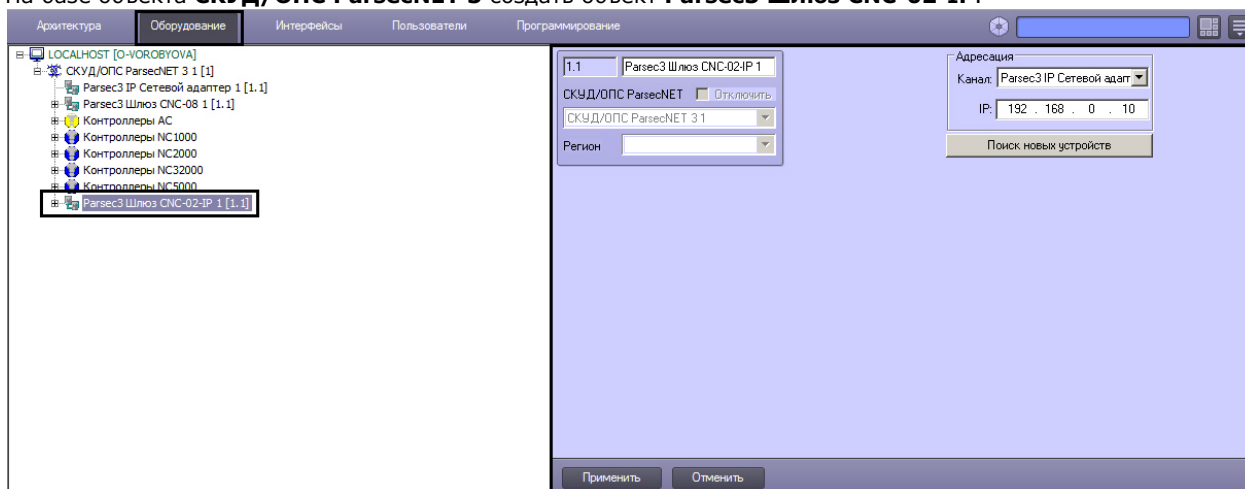 На базе объекта СКУД/ОПС ParsecNET 3 создать объект Parsec3 Шлюз CNC-02-IP.
Архитектура Оборудование Интерфейсы Пользователи Программирование
LOCALHOST [O-VOROBYOVA]
СКУД/ОПС ParsecNET 3 1 [1]
Parsec3 IP Сетевой адаптер 1 [1.1]
Parsec3 Шлюз CNC-08 1 [1.1]
Контроллеры AC
Контроллеры NC1000
Контроллеры NC2000
Контроллеры NC32000
Контроллеры NC5000
Parsec3 Шлюз CNC-02-IP 1 [1.1]
1.1 Parsec3 Шлюз CNC-02-IP 1
СКУД/ОПС ParsecNET Отключить
СКУД/ОПС ParsecNET 3 1
Регион
Адресация
Канал: Parsec3 IP Сетевой адапт
IP: 192 . 168 . 0 . 10
Поиск новых устройств
Применить Отменить